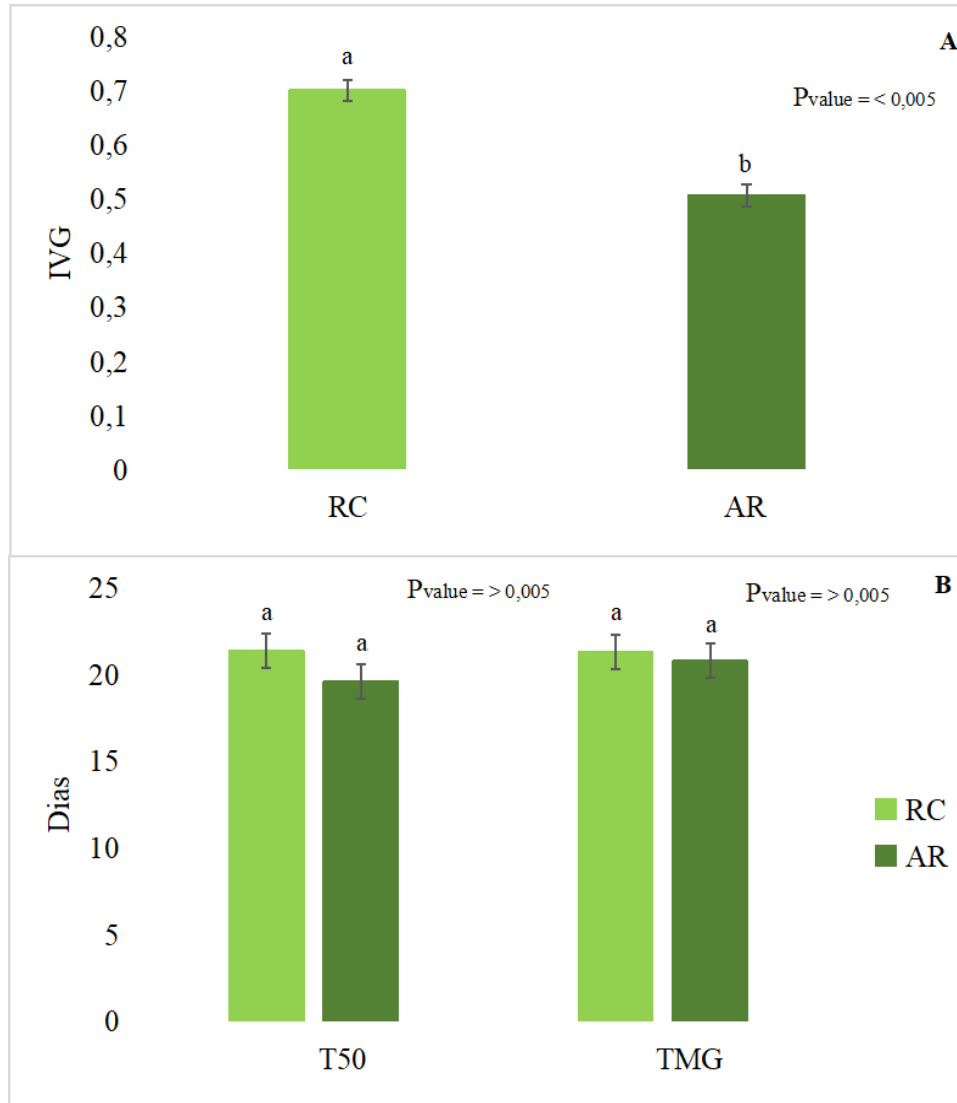 A
0,8
0,7
0,6
0,5
0,4
0,3
0,2
0,1
0
IVG
a
b
Pvalue = < 0,005
RC
AR
B
25
20
15
10
5
0
Dias
Pvalue = > 0,005
Pvalue = > 0,005
a
a
a
a
RC
AR
T50
TMG